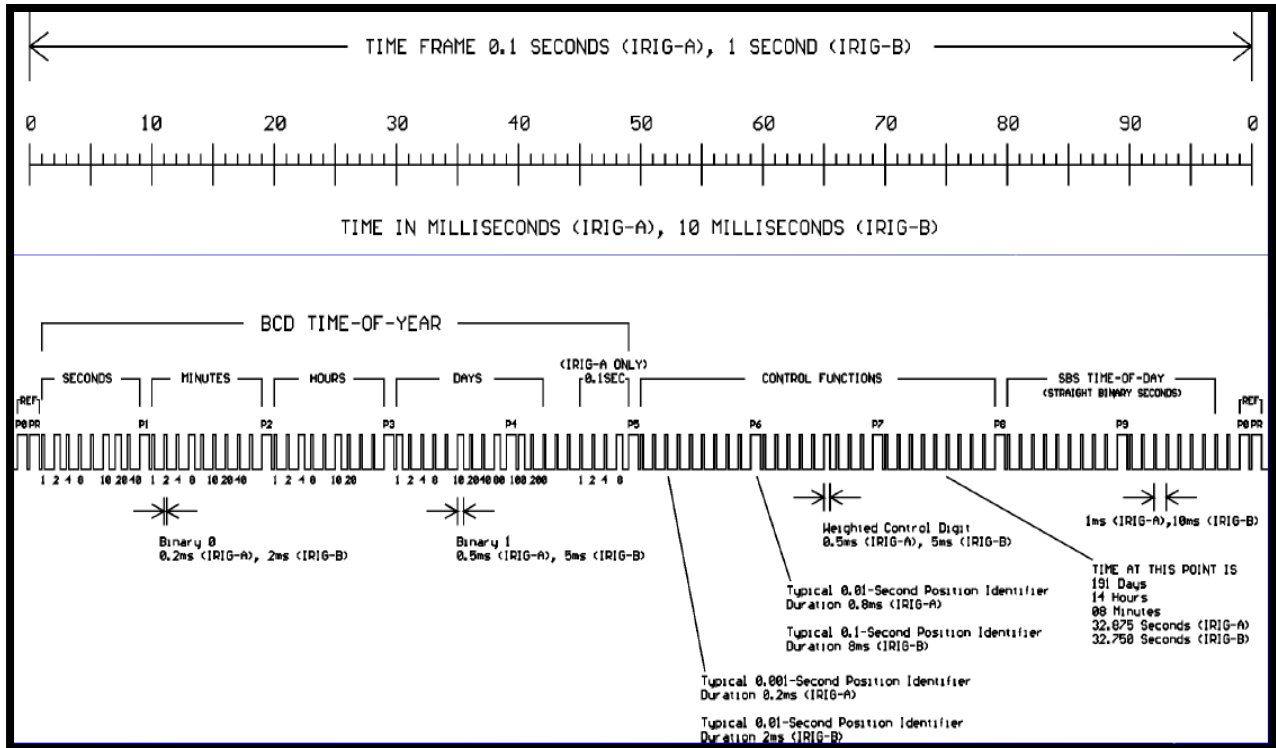 TIME FRAME 0.1 SECONDS (IRIG-A), 1 SECOND (IRIG-B)
0 10 20 30 40 50 60 70 80 90 0
TIME IN MILLISECONDS (IRIG-A), 10 MILLISECONDS (IRIG-B)
BCD TIME-OF-YEAR
(IRIG-A ONLY)
SECONDS MINUTES HOURS DAYS 0.1SEC CONTROL FUNCTIONS SBS TIME-OF-DAY
(STRAIGHT BINARY SECONDS)
REF REF
P0 PR P1 P2 P3 P4 P5 P6 P7 P8 P9 P0 PR
1 2 4 8 10 20 40 1 2 4 8 10 20 40 1 2 4 8 10 20 1 2 4 8 10 20 40 80 100 200 1 2 4 8
Binary 0
0.2ms (IRIG-A), 2ms (IRIG-B)
Binary 1
0.5ms (IRIG-A), 5ms (IRIG-B)
Weighted Control Digit
0.5ms (IRIG-A), 5ms (IRIG-B)
1ms (IRIG-A),10ms (IRIG-B)
TIME AT THIS POINT IS
191 Days
14 Hours
08 Minutes
32.875 Seconds (IRIG-A)
32.750 Seconds (IRIG-B)
Typical 0.01-Second Position Identifier
Duration 0.8ms (IRIG-A)
Typical 0.1-Second Position Identifier
Duration 8ms (IRIG-B)
Typical 0.001-Second Position Identifier
Duration 0.2ms (IRIG-A)
Typical 0.01-Second Position Identifier
Duration 2ms (IRIG-B)